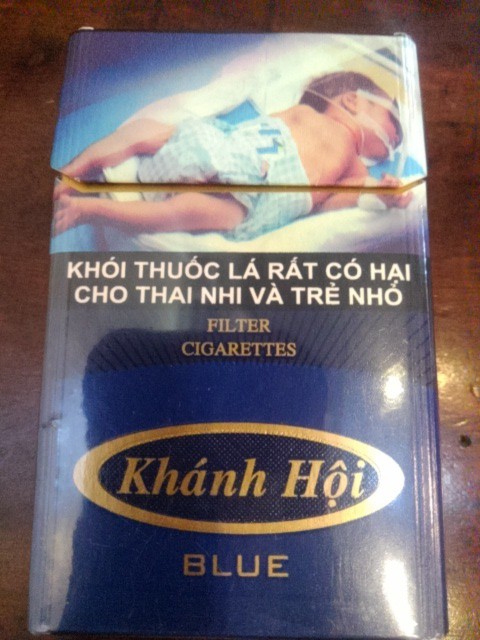 KHÓI THUỐC LÁ RẤT CÓ HẠI
CHO THAI NHI VÀ TRẺ NHỎ
FILTER
CIGARETTES
Khánh Hội
BLUE